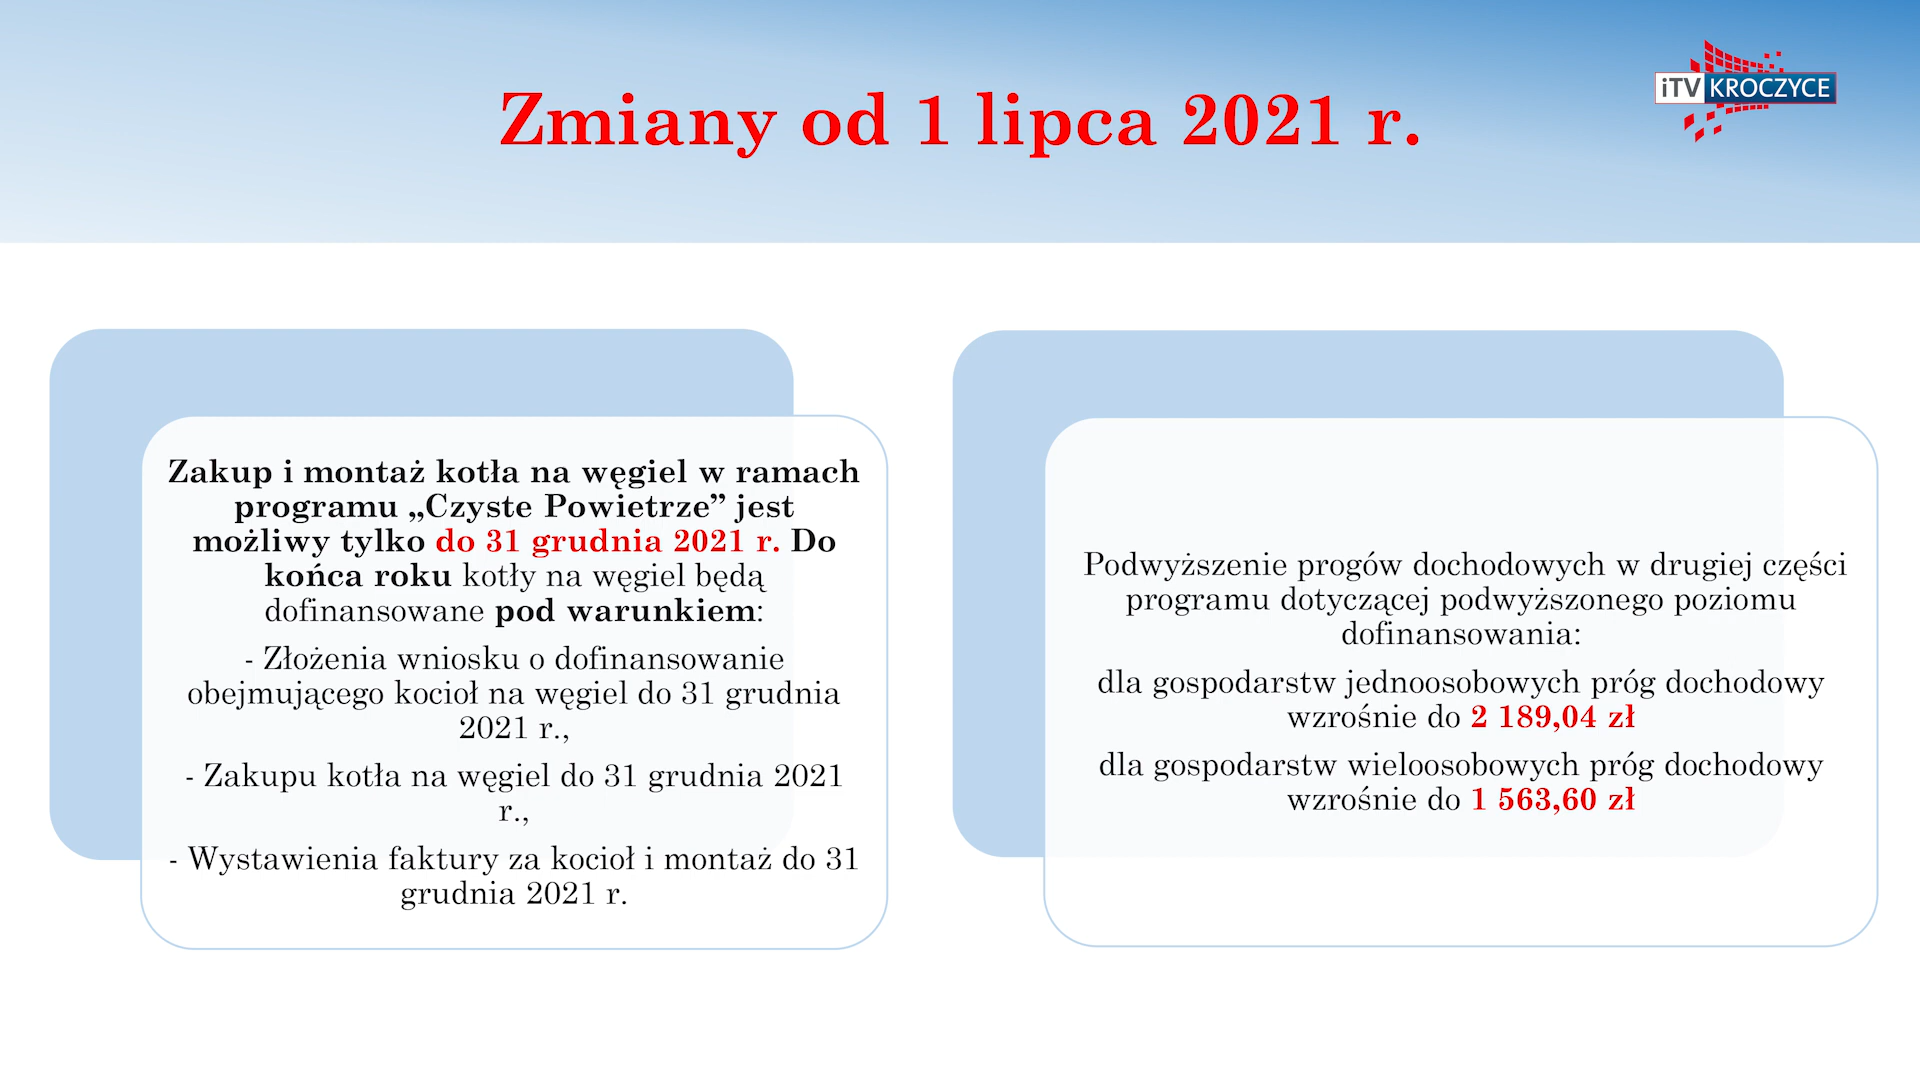 Zmiany od 1 lipca 2021 r.
iTV KROCZYCE
Zakup i montaż kotła na węgiel w ramach
programu „Czyste Powietrze” jest
możliwy tylko do 31 grudnia 2021 r. Do
końca roku kotły na węgiel będą
dofinansowane pod warunkiem:
- Złożenia wniosku o dofinansowanie
obejmującego kocioł na węgiel do 31 grudnia
2021 r.,
- Zakupu kotła na węgiel do 31 grudnia 2021
r.,
- Wystawienia faktury za kocioł i montaż do 31
grudnia 2021 r.
Podwyższenie progów dochodowych w drugiej części
programu dotyczącej podwyższonego poziomu
dofinansowania:
dla gospodarstw jednoosobowych próg dochodowy
wzrośnie do 2 189,04 zł
dla gospodarstw wieloosobowych próg dochodowy
wzrośnie do 1 563,60 zł